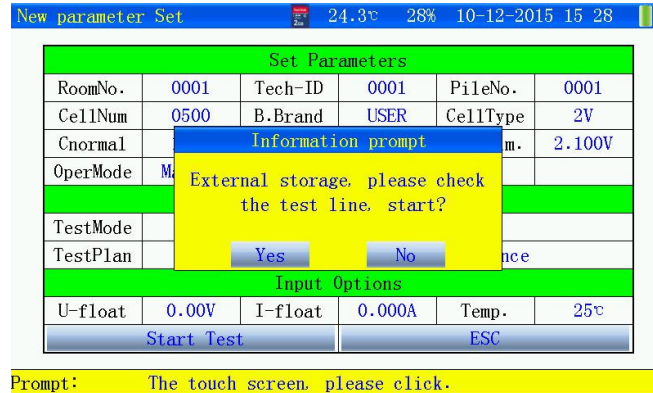 New parameter Set 24.3℃ 28% 10-12-2015 15 28
Set Parameters
RoomNo. 0001 Tech-ID 0001 PileNo. 0001
CellNum 0500 B.Brand USER CellType 2V
Cnormal Information prompt m. 2.100V
OperMode External storage, please check
the test line, start?
TestMode
TestPlan Yes No nce
Input Options
U-float 0.00V I-float 0.000A Temp. 25℃
Start Test ESC
Prompt: The touch screen, please click.